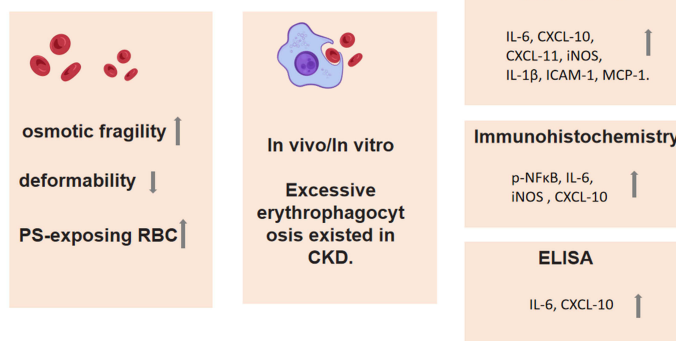 osmotic fragility
deformability
PS-exposing RBC
In vivo/In vitro
Excessive
erythrophagocyt
osis existed in
CKD.
IL-6, CXCL-10,
CXCL-11, iNOS,
IL-1β, ICAM-1, MCP-1.
Immunohistochemistry
p-NFκB, IL-6,
iNOS , CXCL-10
ELISA
IL-6, CXCL-10